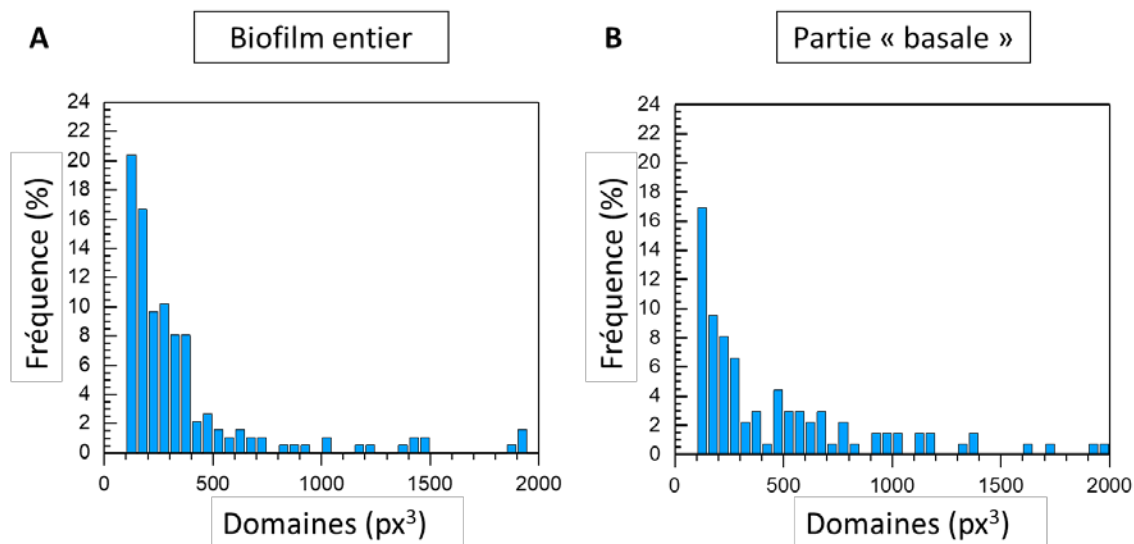 A
Biofilm entier
24
22
20
18
16
14
12
10
8
6
4
2
0
Fréquence (%)
0 500 1000 1500 2000
Domaines (px³)
B
Partie « basale »
24
22
20
18
16
14
12
10
8
6
4
2
0
Fréquence (%)
0 500 1000 1500 2000
Domaines (px³)